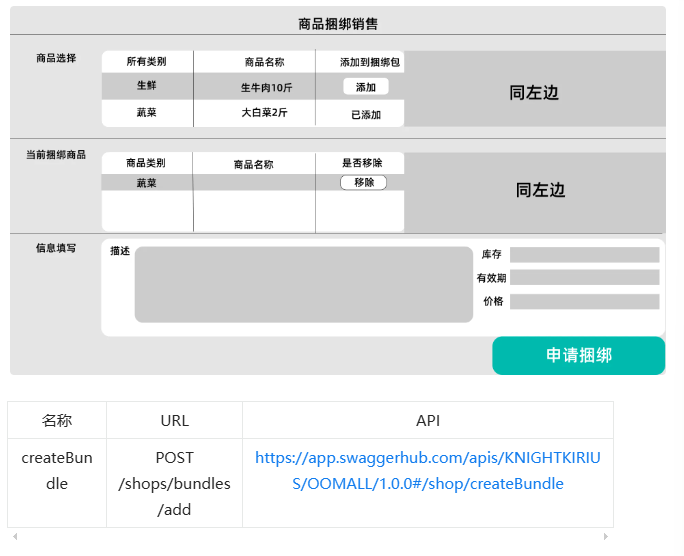 商品捆绑销售
商品选择
所有类别 商品名称 添加到捆绑包
生鲜 生牛肉10斤 添加
蔬菜 大白菜2斤 已添加
同左边
当前捆绑商品
商品类别 商品名称 是否移除
蔬菜 移除
同左边
信息填写
描述
库存
有效期
价格
申请捆绑
名称 URL API
createBun
dle
POST
/shops/bundles
/add
https://app.swaggerhub.com/apis/KNIGHTKIRIU
S/OOMALL/1.0.0#/shop/createBundle